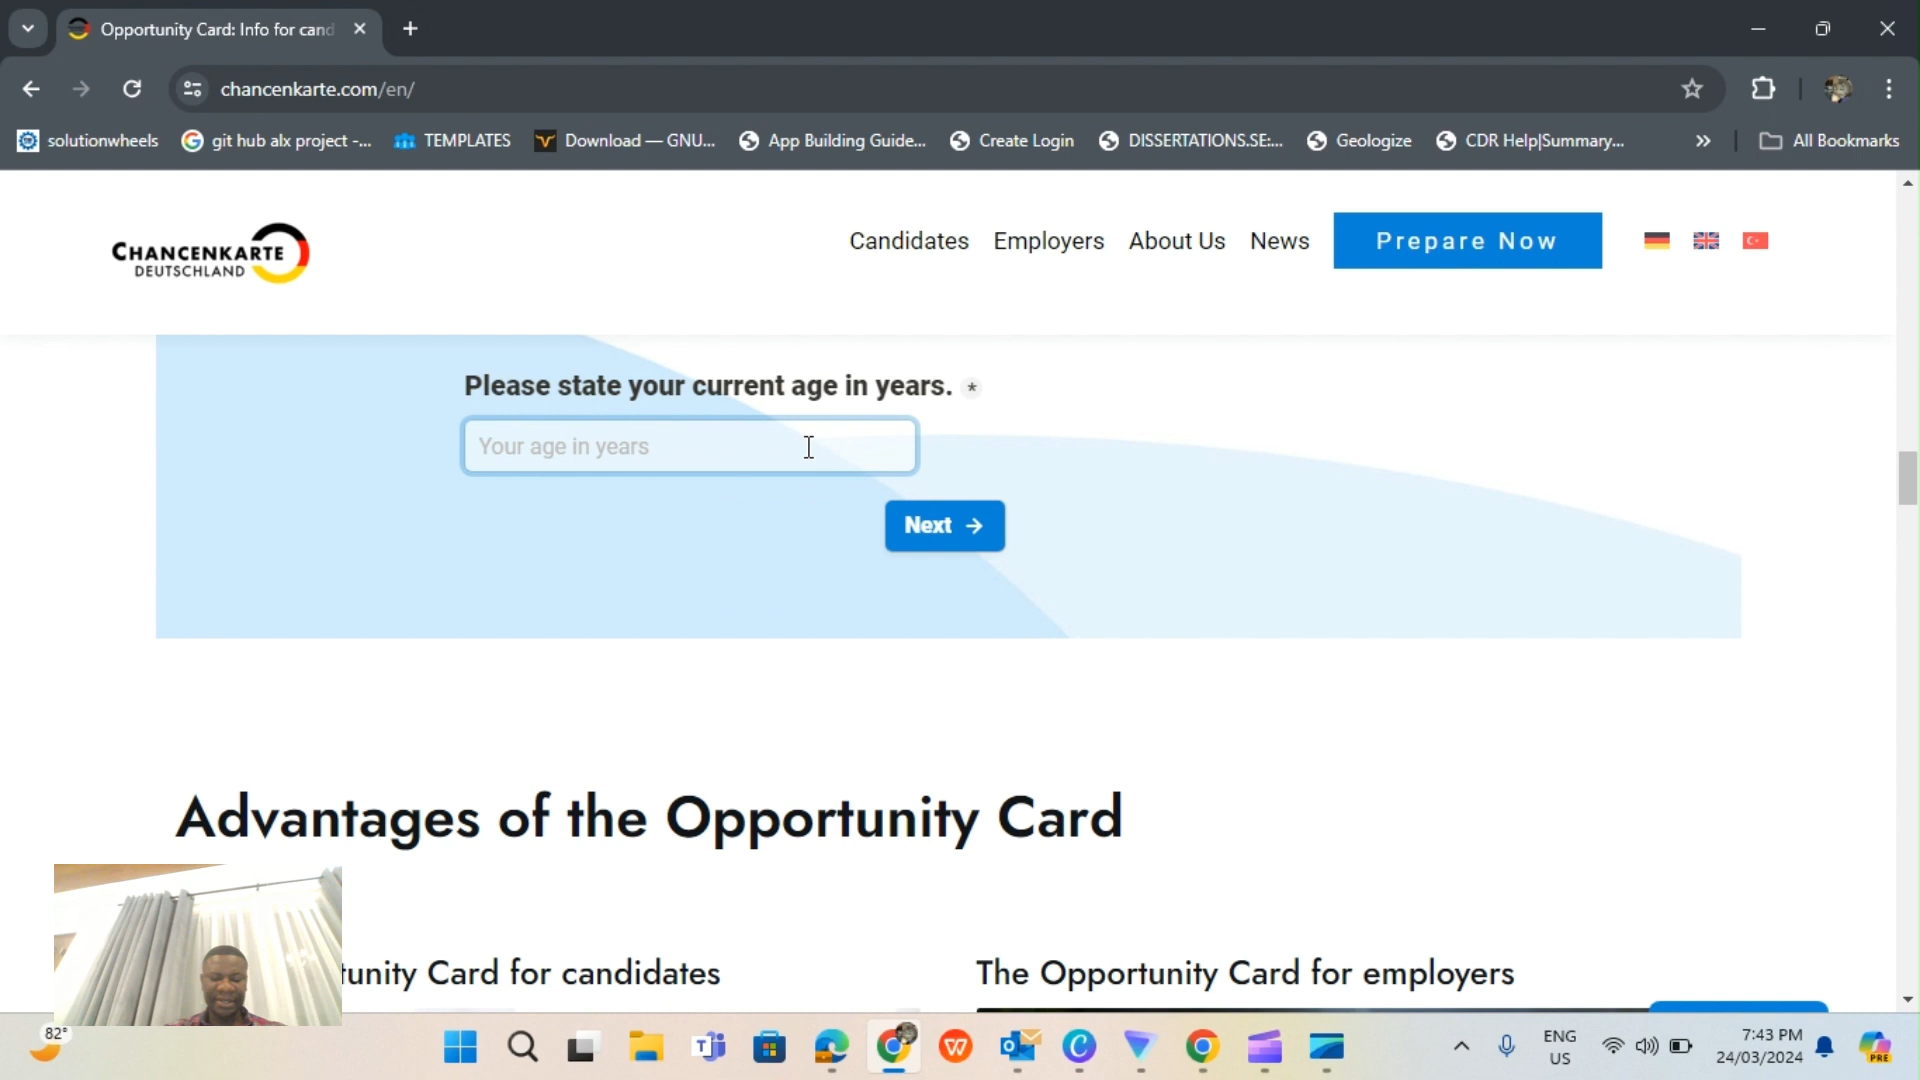 Opportunity Card: Info for cand
chancenkarte.com/en/
solutionwheels
git hub alx project -...
TEMPLATES
Download — GNU...
App Building Guide...
Create Login
DISSERTATIONS.SE:...
Geologize
CDR Help|Summary...
»
All Bookmarks
CHANCENKARTE
DEUTSCHLAND
Candidates
Employers
About Us
News
Prepare Now
Please state your current age in years. *
Your age in years
Next →
Advantages of the Opportunity Card
tunity Card for candidates
The Opportunity Card for employers
82°
ENG
US
7:43 PM
24/03/2024
PRE